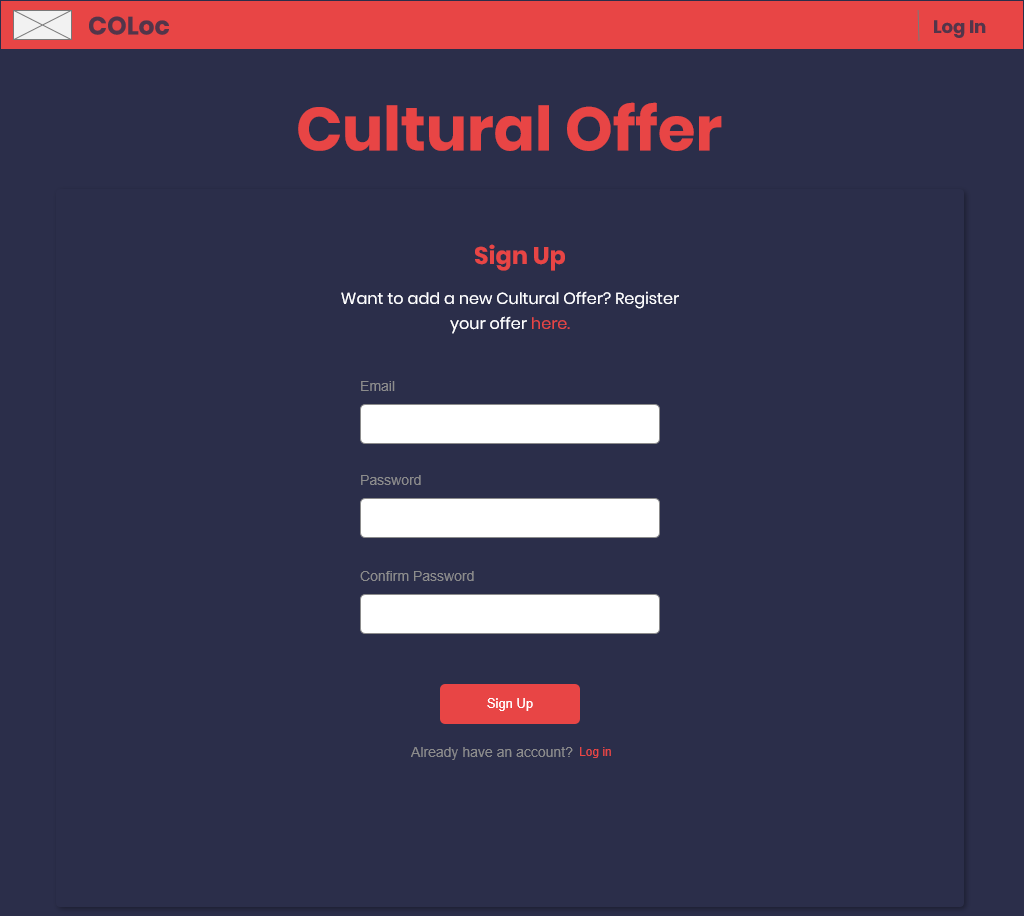 COLoc
Log In
Cultural Offer
Sign Up
Want to add a new Cultural Offer? Register
your offer here.
Email
Password
Confirm Password
Sign Up
Already have an account? Log in